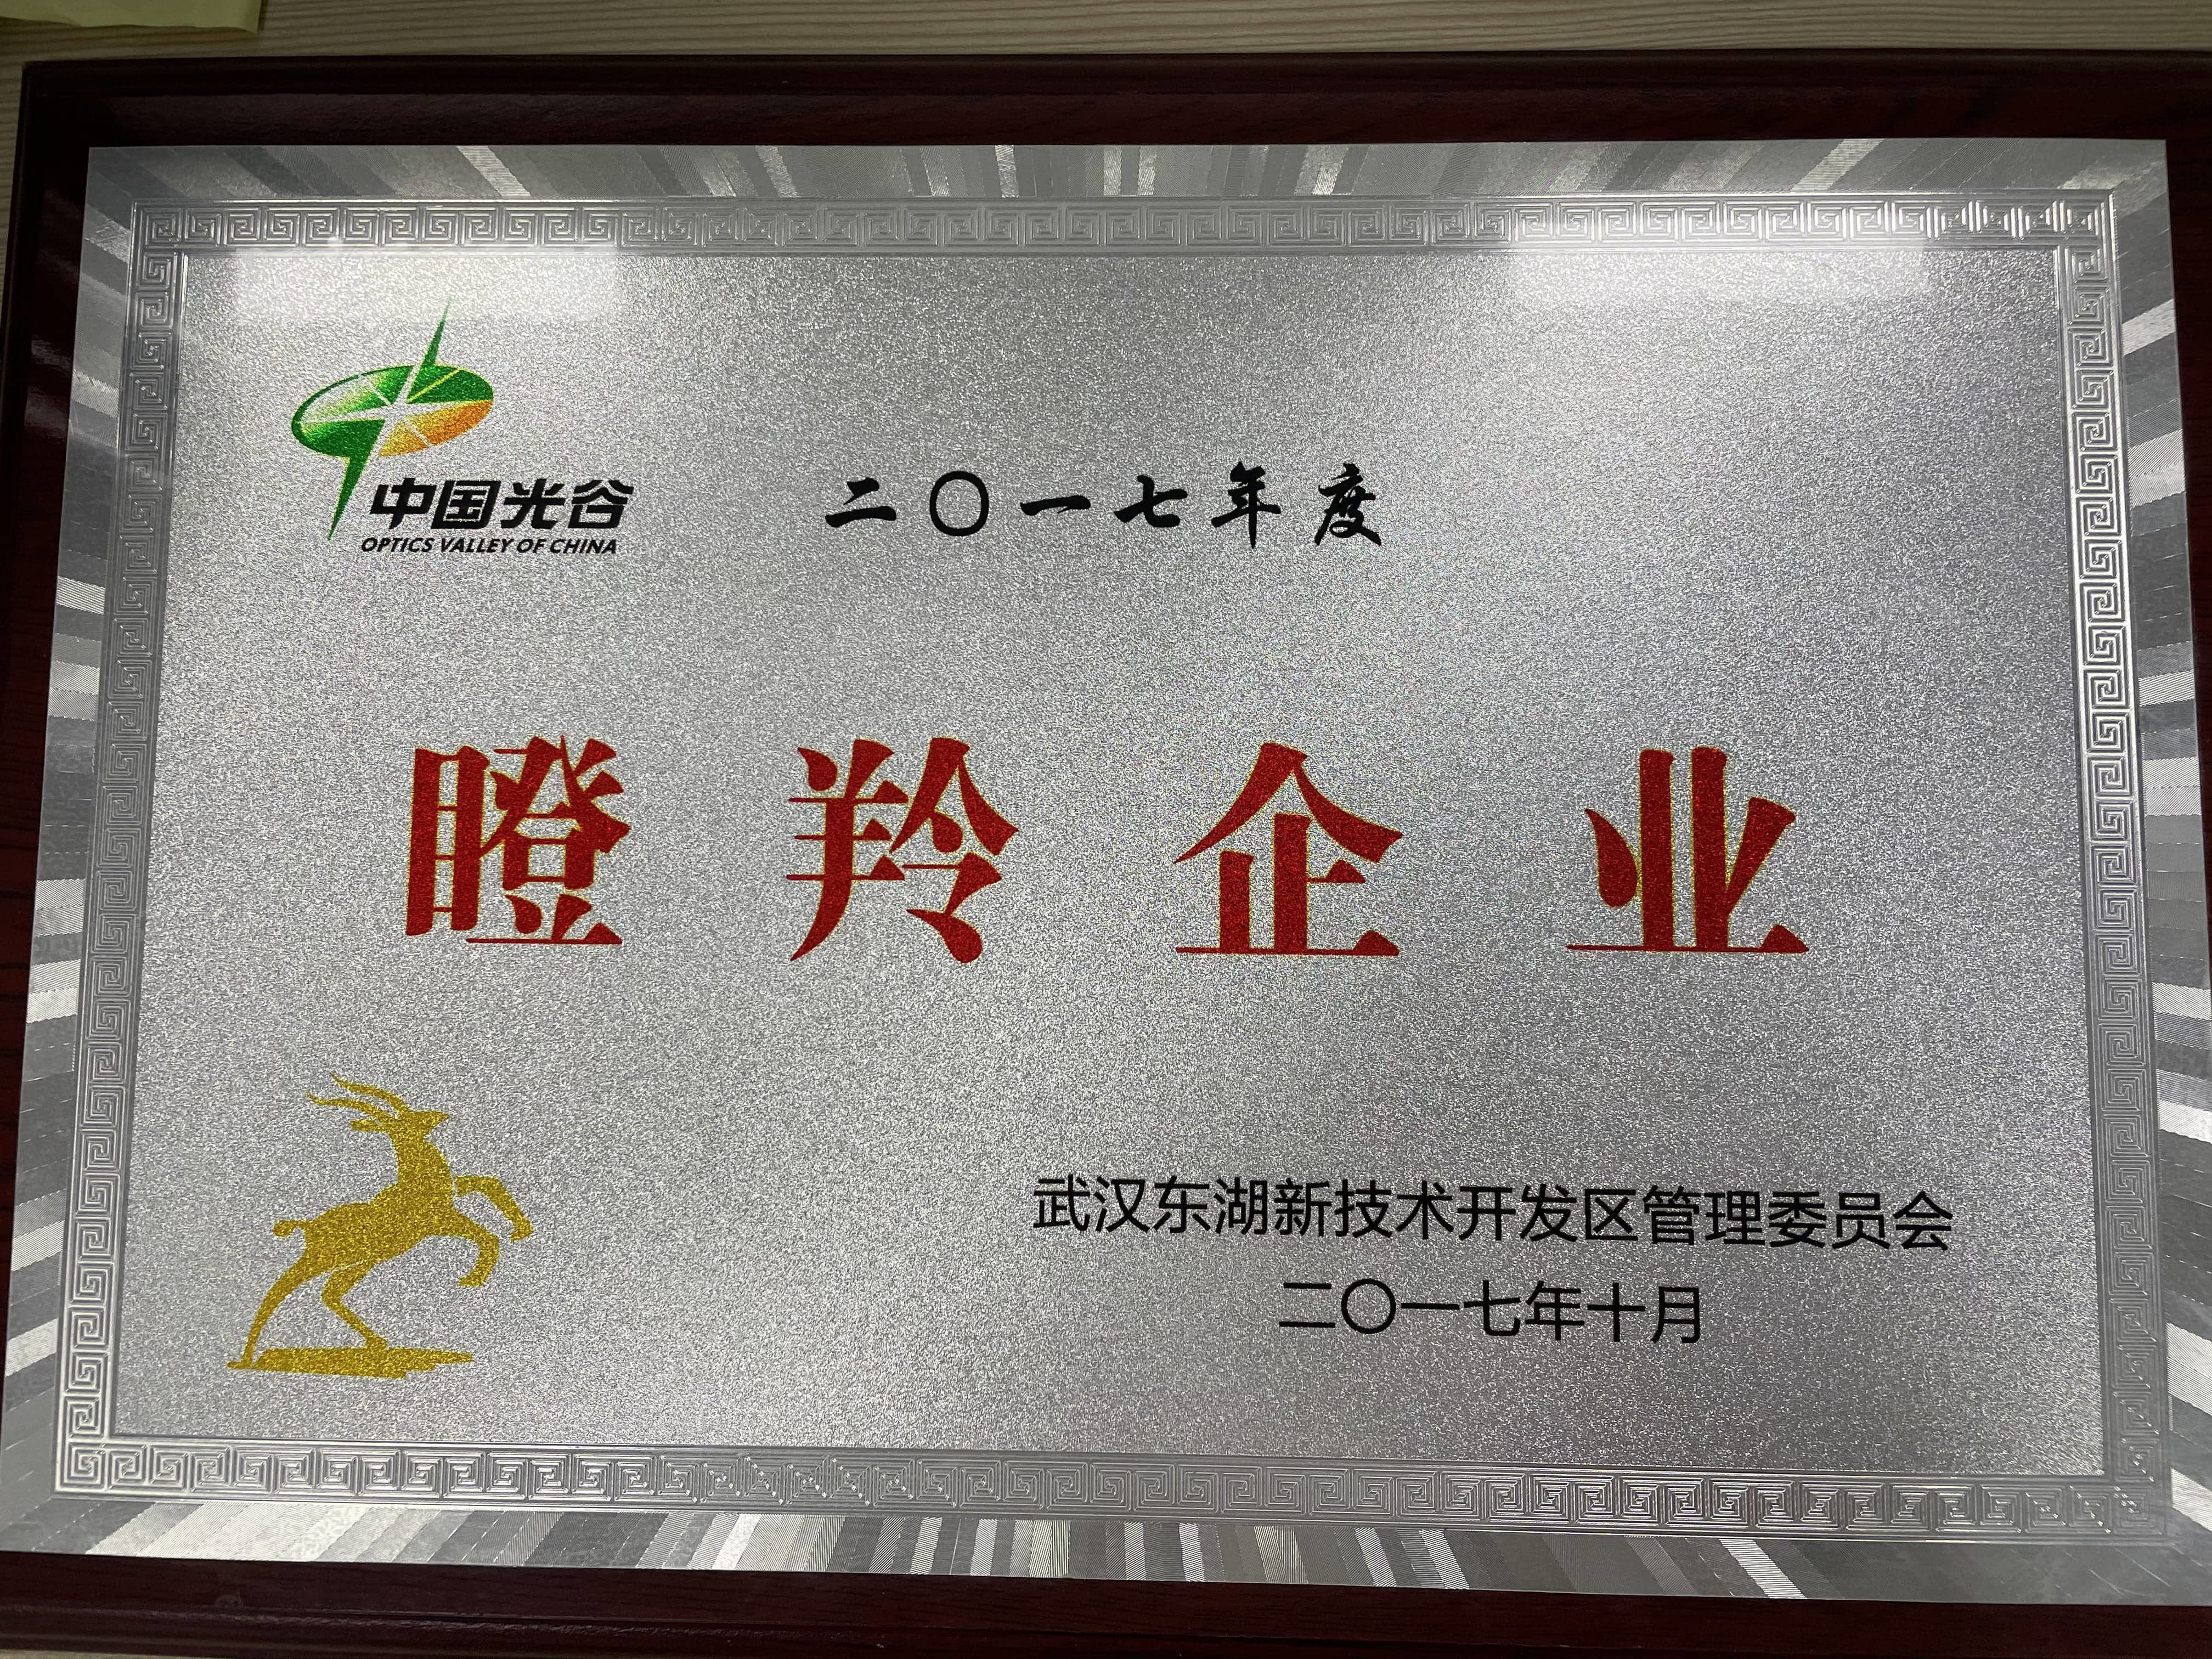 中国光谷
OPTICS VALLEY OF CHINA
二〇一七年度
瞪羚企业
武汉东湖新技术开发区管理委员会
二〇一七年十月